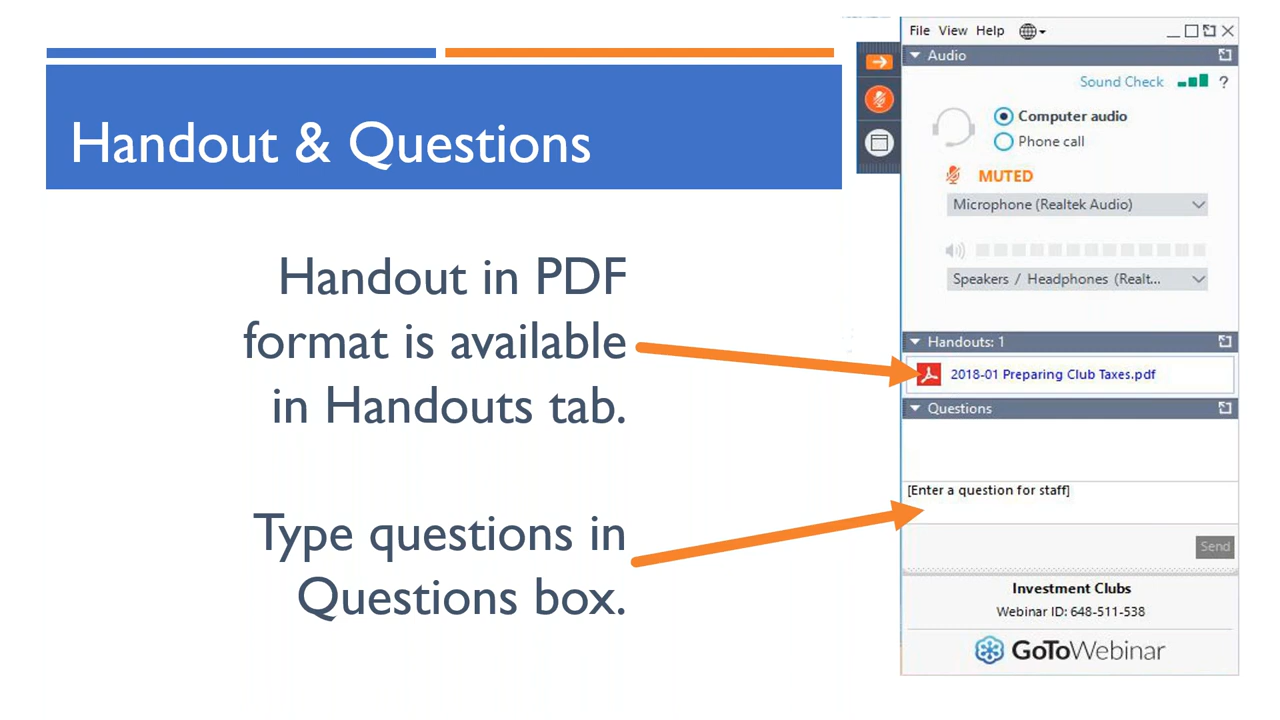 Handout & Questions
Handout in PDF
format is available
in Handouts tab.
Type questions in
Questions box.
File View Help
Audio
Sound Check ?
Computer audio
Phone call
MUTED
Microphone (Realtek Audio)
Speakers / Headphones (Realt...
Handouts: 1
2018-01 Preparing Club Taxes.pdf
Questions
[Enter a question for staff]
Send
Investment Clubs
Webinar ID: 648-511-538
GoToWebinar